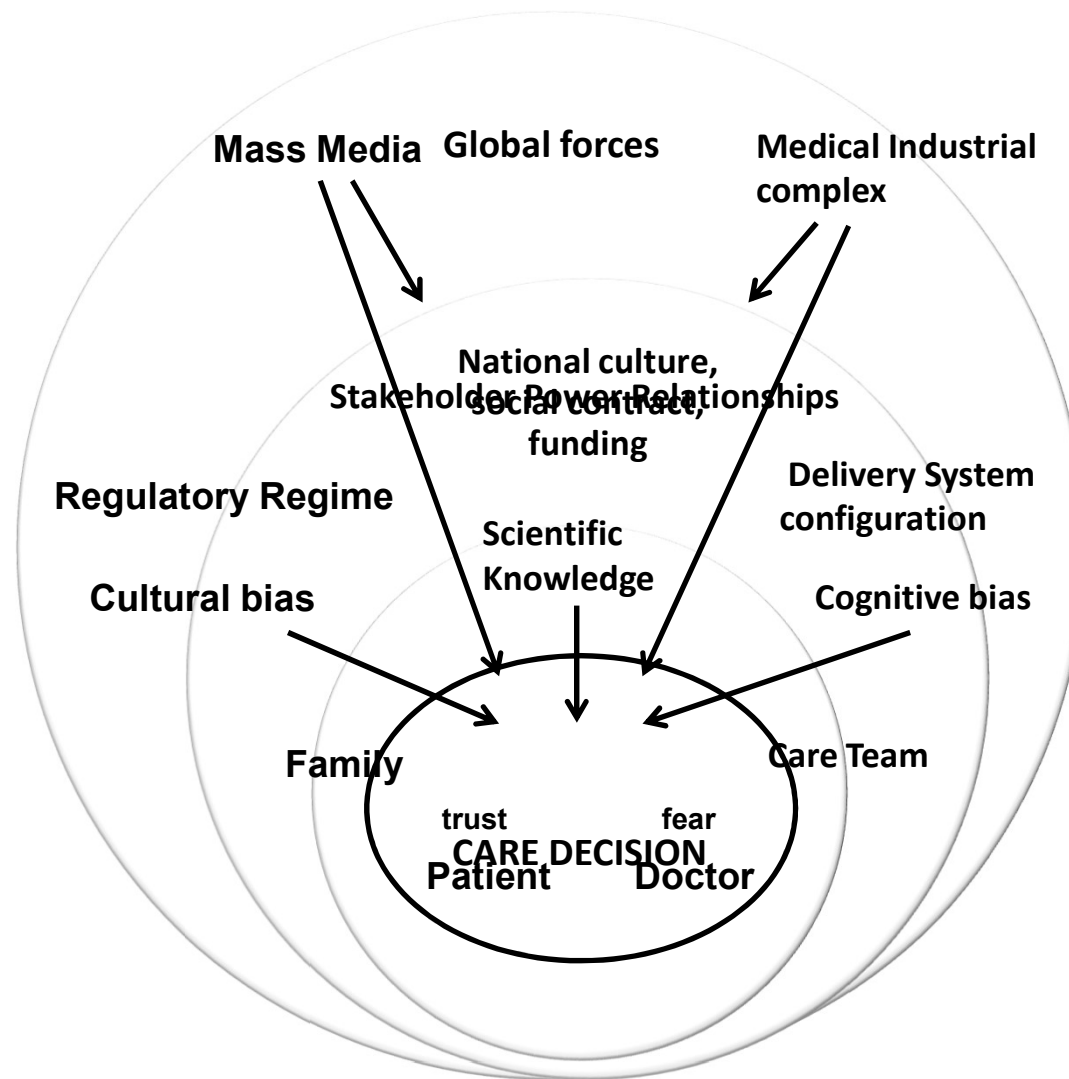 Mass Media
Global forces
Medical Industrial
complex
National culture,
Stakeholder Power Relationships
social contract,
funding
Regulatory Regime
Delivery System
configuration
Scientific
Knowledge
Cultural bias
Cognitive bias
Family
Care Team
trust
fear
CARE DECISION
Patient
Doctor